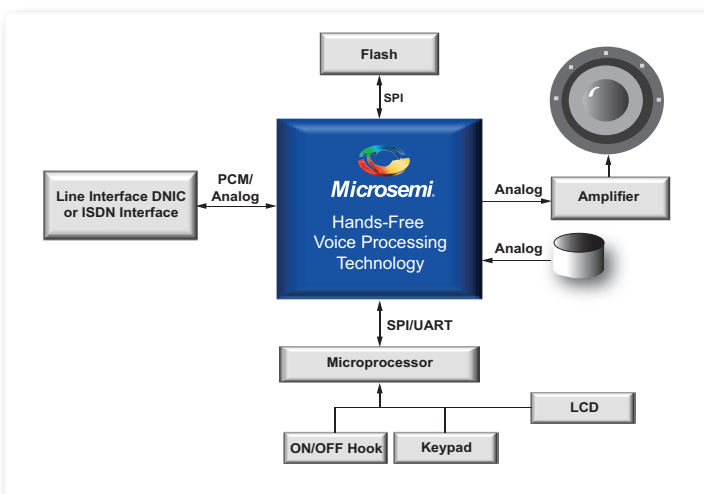 Flash
SPI
PCM/
Analog
Line Interface DNIC
or ISDN Interface
Microsemi.
Hands-Free
Voice Processing
Technology
Analog
Amplifier
Analog
SPI/UART
Microprocessor
LCD
ON/OFF Hook
Keypad